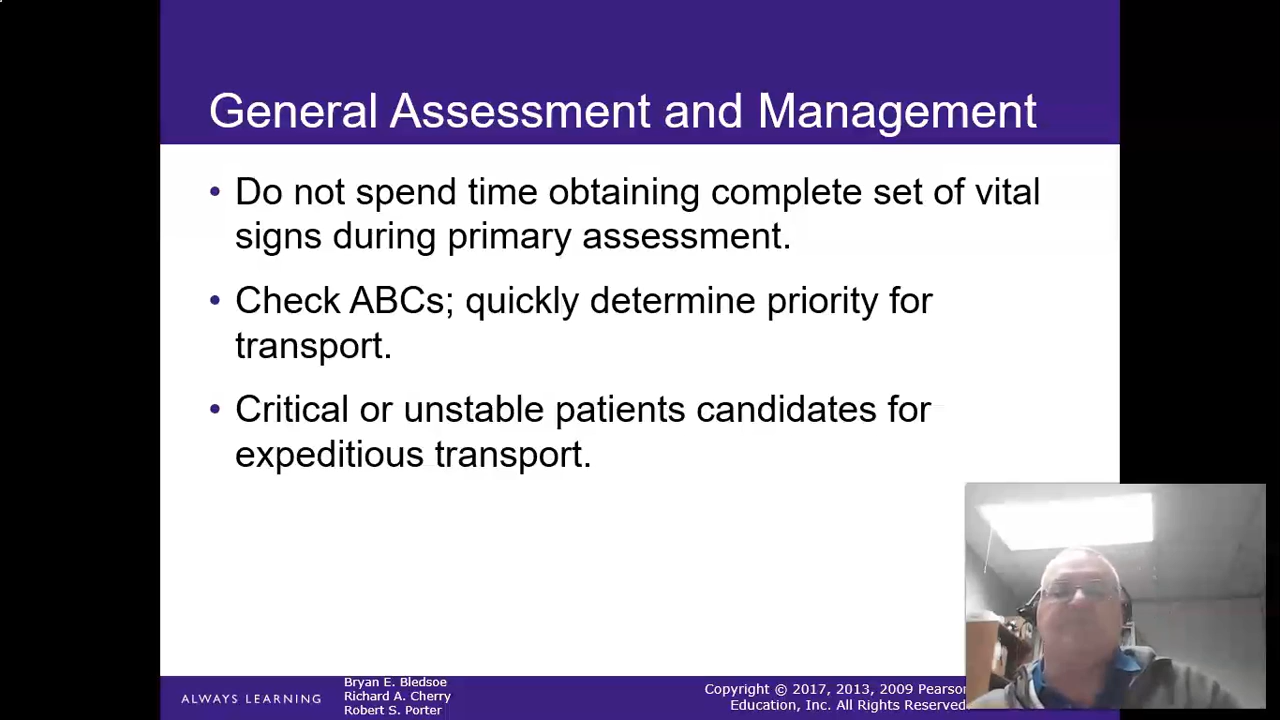 General Assessment and Management
• Do not spend time obtaining complete set of vital
signs during primary assessment.
• Check ABCs; quickly determine priority for
transport.
• Critical or unstable patients candidates for
expeditious transport.
ALWAYS LEARNING
Bryan E. Bledsoe
Richard A. Cherry
Robert S. Porter
Copyright © 2017, 2013, 2009 Pearson
Education, Inc. All Rights Reserved.